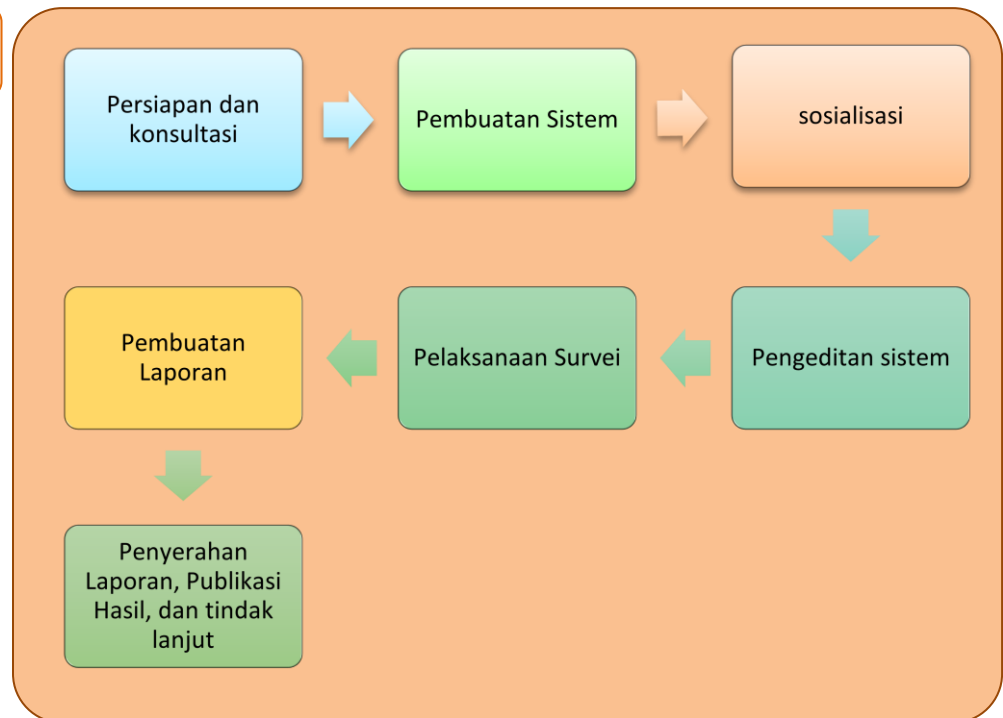 Persiapan dan
konsultasi
Pembuatan Sistem
sosialisasi
Pengeditan sistem
Pelaksanaan Survei
Pembuatan
Laporan
Penyerahan
Laporan, Publikasi
Hasil, dan tindak
lanjut